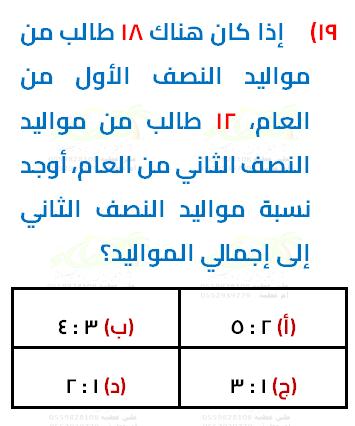 ١٩) إذا كان هناك ١٨ طالب من
مواليد النصف الأول من
العام، ١٢ طالب من مواليد
النصف الثاني من العام، أوجد
نسبة مواليد النصف الثاني
إلى إجمالي المواليد؟
(أ) ٢ : ٥ (ب) ٣ : ٤
(ج) ١ : ٣ (د) ١ : ٢